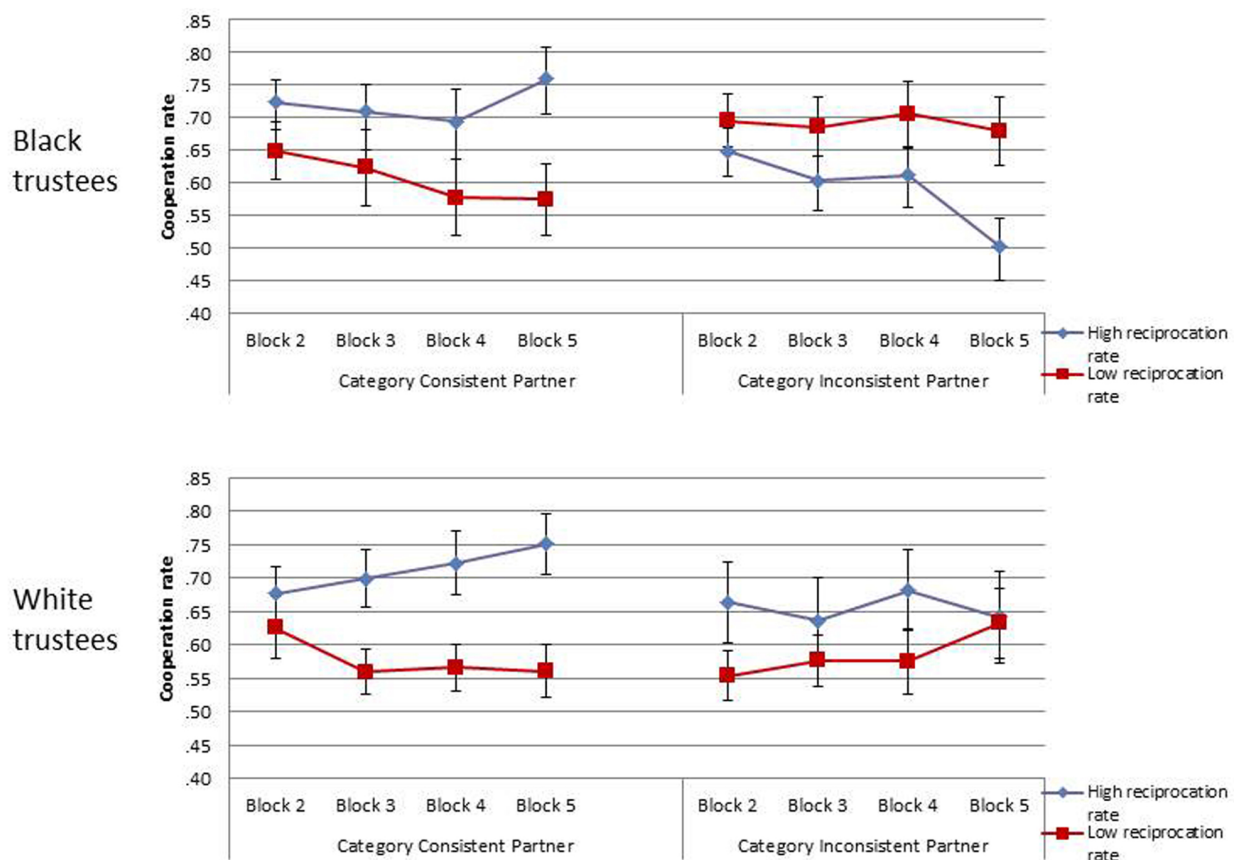 Black
trustees
Cooperation rate
.85
.80
.75
.70
.65
.60
.55
.50
.45
.40
Block 2 Block 3 Block 4 Block 5 Block 2 Block 3 Block 4 Block 5
Category Consistent Partner Category Inconsistent Partner
High reciprocation
rate
Low reciprocation
rate
White
trustees
Cooperation rate
.85
.80
.75
.70
.65
.60
.55
.50
.45
.40
Block 2 Block 3 Block 4 Block 5 Block 2 Block 3 Block 4 Block 5
Category Consistent Partner Category Inconsistent Partner
High reciprocation
rate
Low reciprocation
rate